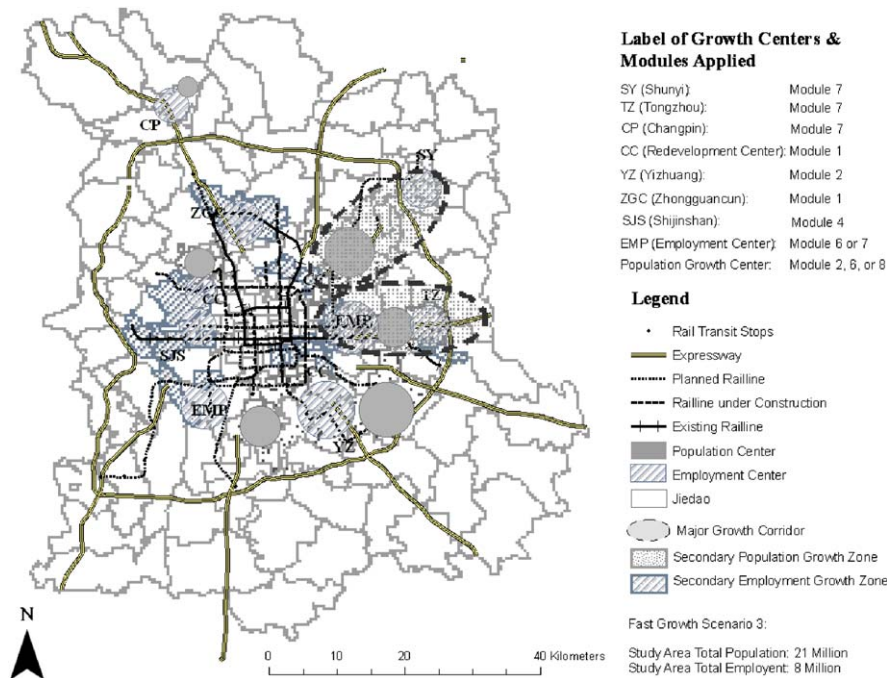 Label of Growth Centers &
Modules Applied
SY (Shunyi): Module 7
TZ (Tongzhou): Module 7
CP (Changpin): Module 7
CC (Redevelopment Center): Module 1
YZ (Yizhuang): Module 2
ZGC (Zhongguancun): Module 1
SJS (Shijinshan): Module 4
EMP (Employment Center): Module 6 or 7
Population Growth Center: Module 2, 6, or 8
Legend
Rail Transit Stops
Expressway
Planned Railline
Railline under Construction
Existing Railline
Population Center
Employment Center
Jiedao
Major Growth Corridor
Secondary Population Growth Zone
Secondary Employment Growth Zone
Fast Growth Scenario 3:
Study Area Total Population: 21 Million
Study Area Total Employent: 8 Million
CP
SY
ZGC
CC
CC
TZ
EMP
SJS
CC
EMP
YZ
N
0 10 20 40 Kilometers